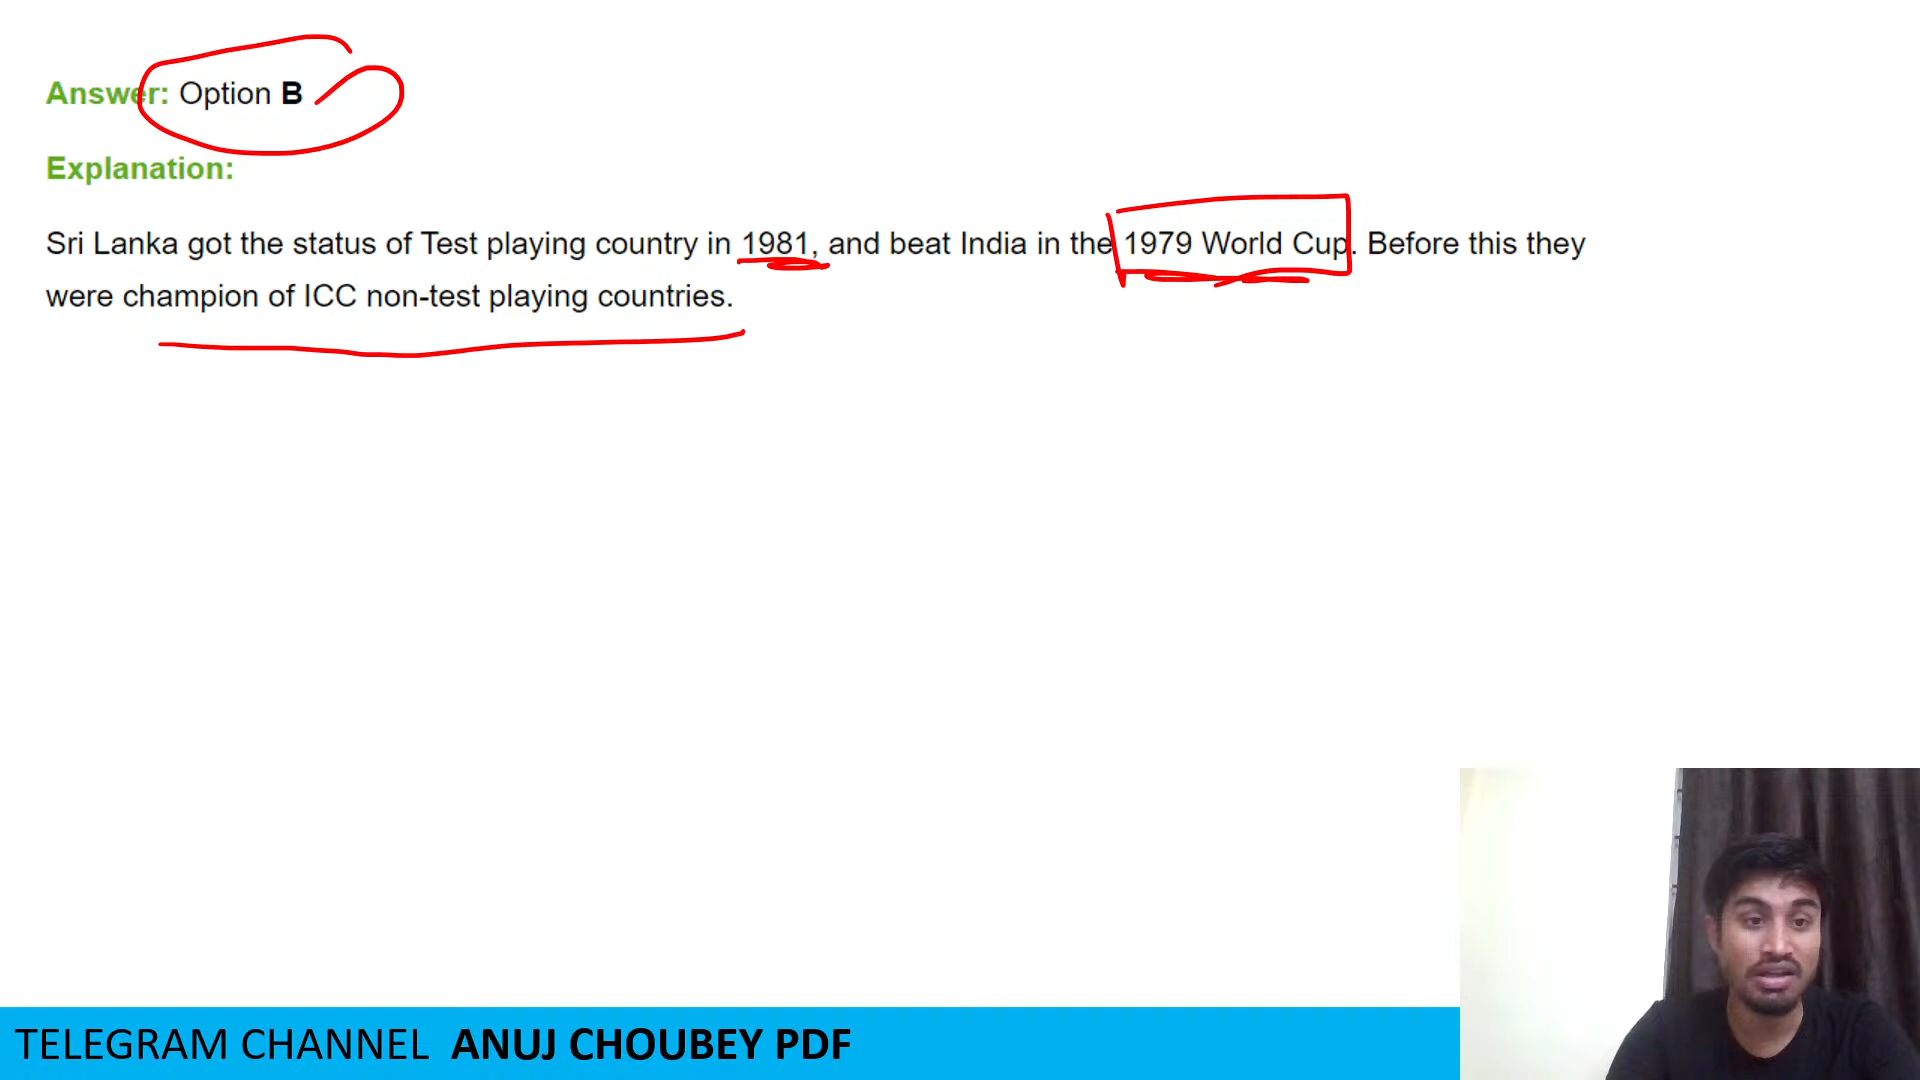 Answer: Option B
Explanation:
Sri Lanka got the status of Test playing country in 1981, and beat India in the 1979 World Cup. Before this they
were champion of ICC non-test playing countries.
TELEGRAM CHANNEL ANUJ CHOUBEY PDF